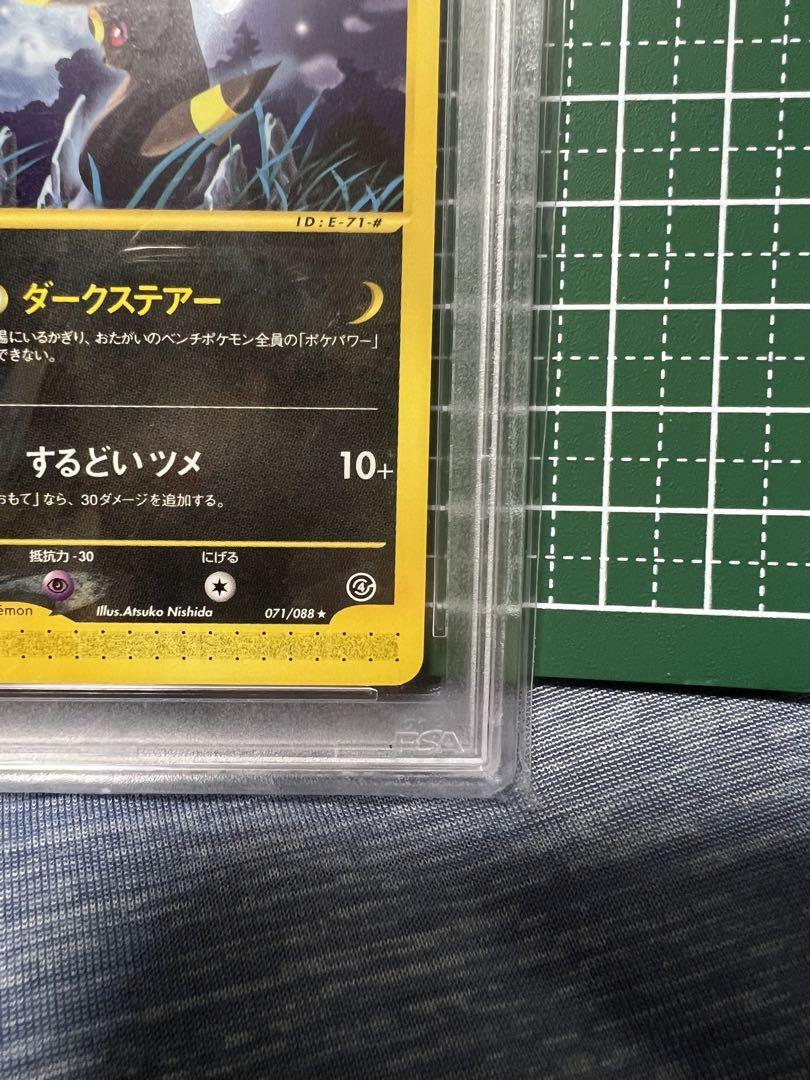 ID : E-71-#
ダークステアー
場にいるかぎり、おたがいのベンチポケモン全員の「ポケパワー」
できない。
するどいツメ 10+
おもて」なら、30ダメージを追加する。
抵抗力 -30 にげる
émon Illus.Atsuko Nishida 071/088 ★ 4
PSA